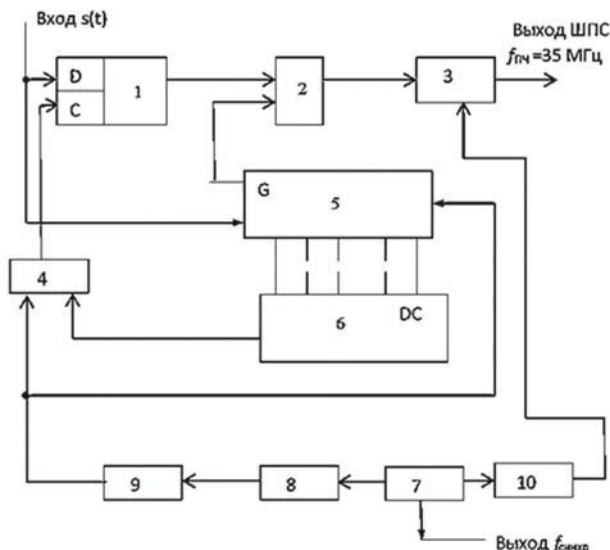 Вход s(t)
Выход ШПС
fпч =35 МГц
D
C
1
2
3
G
5
4
DC
6
9
8
7
10
Выход fсинхр